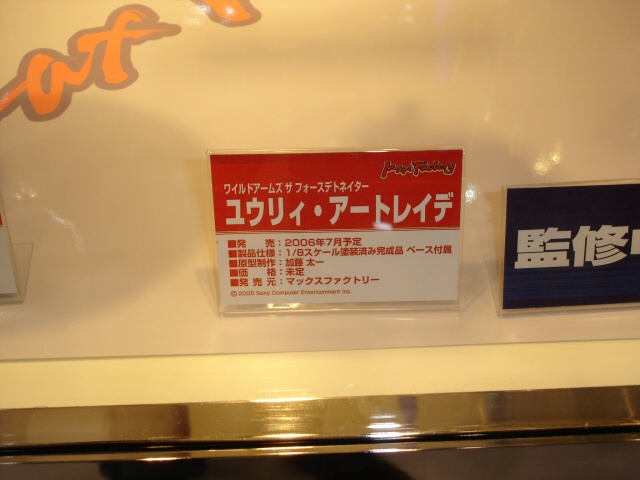 at f
Max Factory
ワイルドアームズ ザ フォースデトネイター
ユウリィ・アートレイデ
■発　　売：2006年7月予定
■製品仕様：1/8スケール塗装済み完成品 ベース付属
■原型制作：加藤 太一
■価　　格：未定
■発 売 元：マックスファクトリー
© 2005 Sony Computer Entertainment Inc.
監修